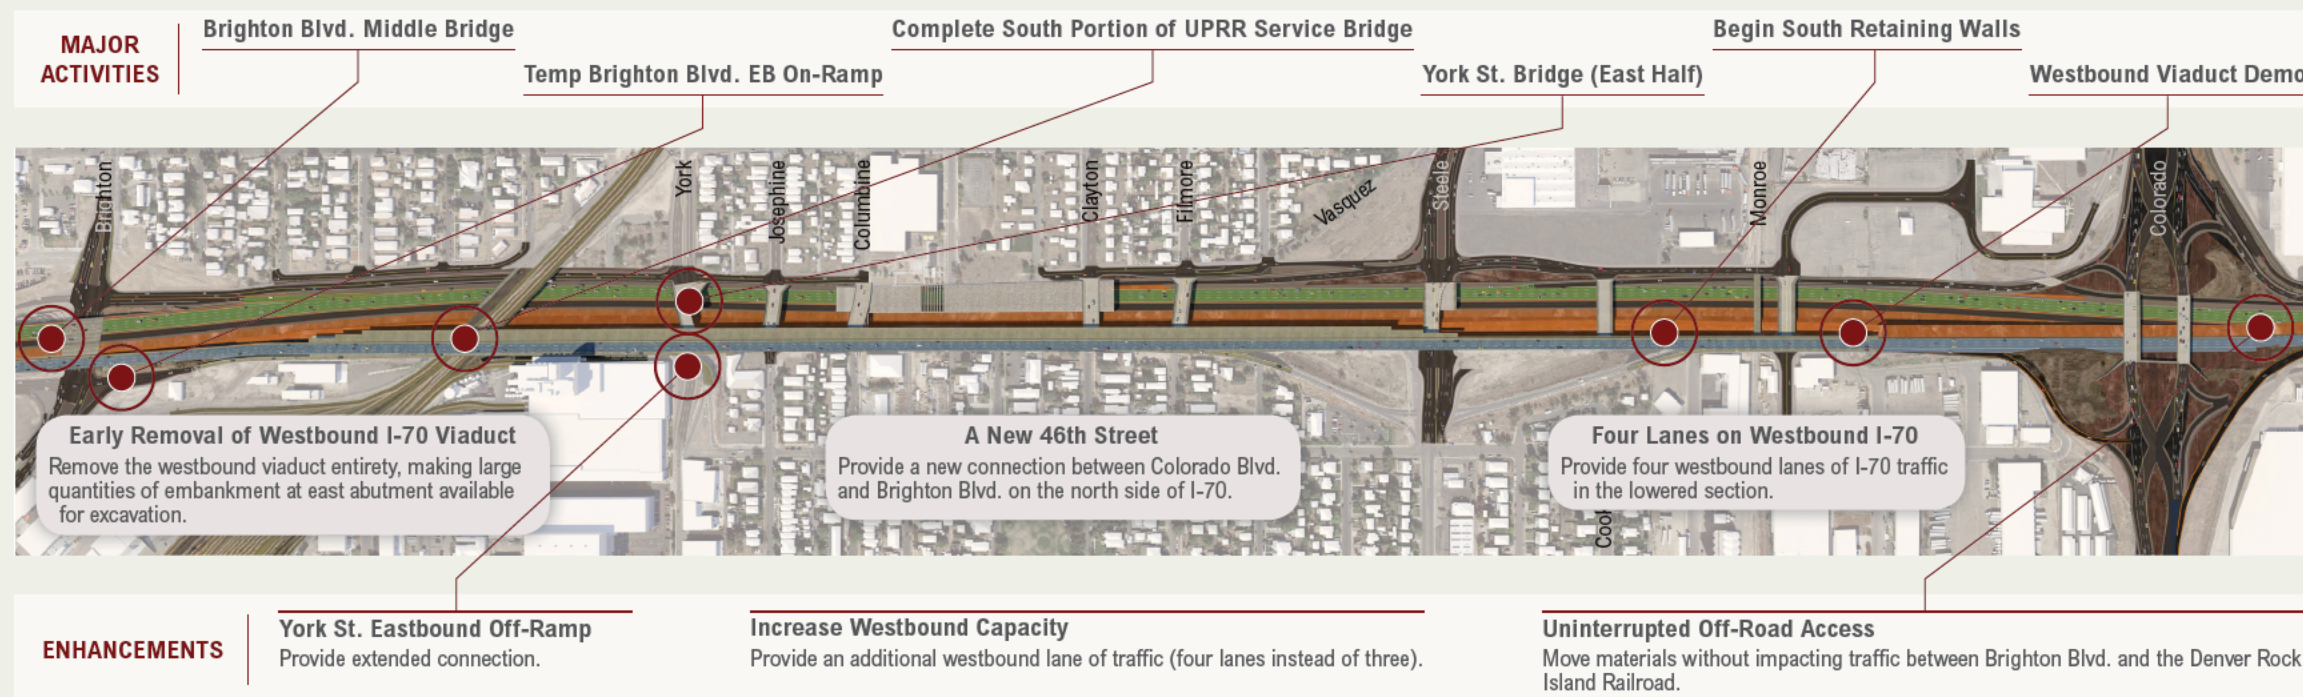 MAJOR
ACTIVITIES
Brighton Blvd. Middle Bridge
Temp Brighton Blvd. EB On-Ramp
Complete South Portion of UPRR Service Bridge
York St. Bridge (East Half)
Begin South Retaining Walls
Westbound Viaduct Demo
Brighton
York
Josephine
Columbine
Clayton
Filmore
Vasquez
Steele
Monroe
Colorado
Early Removal of Westbound I-70 Viaduct
Remove the westbound viaduct entirety, making large
quantities of embankment at east abutment available
for excavation.
A New 46th Street
Provide a new connection between Colorado Blvd.
and Brighton Blvd. on the north side of I-70.
Four Lanes on Westbound I-70
Provide four westbound lanes of I-70 traffic
in the lowered section.
ENHANCEMENTS
York St. Eastbound Off-Ramp
Provide extended connection.
Increase Westbound Capacity
Provide an additional westbound lane of traffic (four lanes instead of three).
Uninterrupted Off-Road Access
Move materials without impacting traffic between Brighton Blvd. and the Denver Rock
Island Railroad.